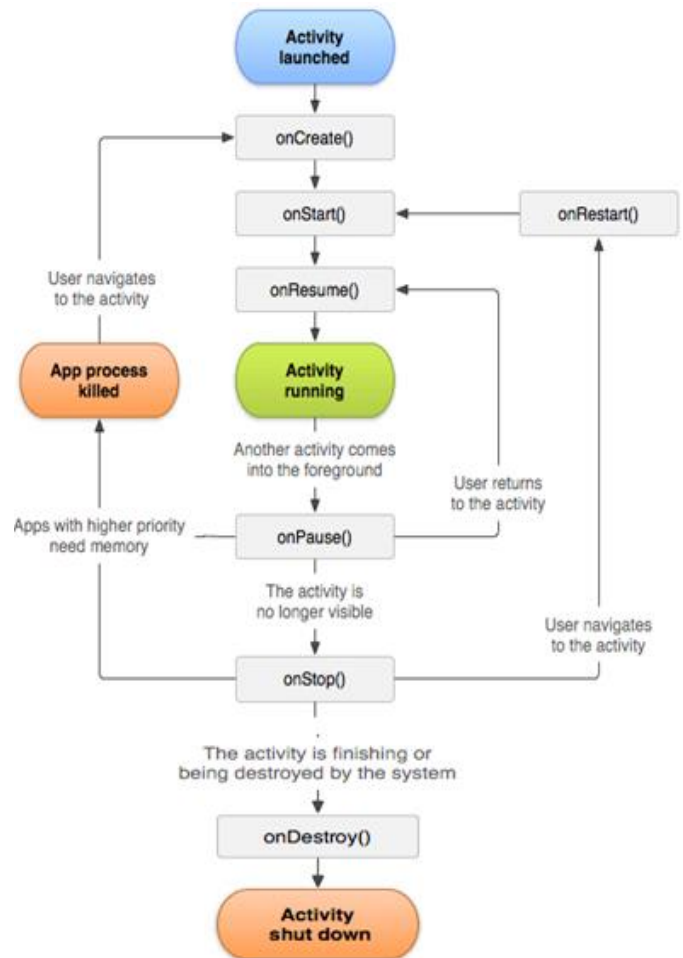 Activity
launched
onCreate()
onStart()
onRestart()
User navigates
to the activity
onResume()
App process
killed
Activity
running
Another activity comes
into the foreground
User returns
to the activity
Apps with higher priority
need memory
onPause()
The activity is
no longer visible
User navigates
to the activity
onStop()
The activity is finishing or
being destroyed by the system
onDestroy()
Activity
shut down